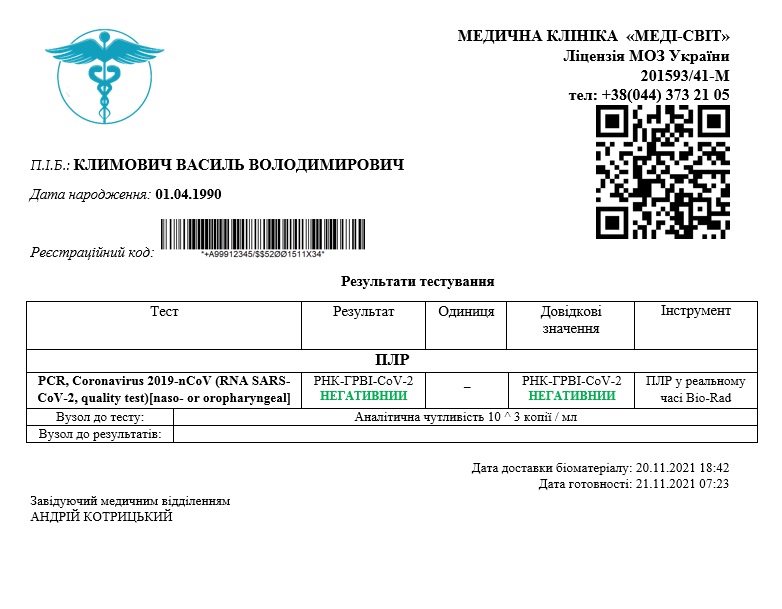 МЕДИЧНА КЛІНІКА «МЕДІ-СВІТ»
Ліцензія МОЗ України
201593/41-М
тел: +38(044) 373 21 05
П.І.Б.: КЛИМОВИЧ ВАСИЛЬ ВОЛОДИМИРОВИЧ
Дата народження: 01.04.1990
Реєстраційний код:
*+A99912345/$$52ØØ1511X34*
Результати тестування
Тест Результат Одиниця Довідкові значення Інструмент
ПЛР
PCR, Coronavirus 2019-nCoV (RNA SARS- РНК-ГРВІ-CoV-2 – РНК-ГРВІ-CoV-2 ПЛР у реальному
CoV-2, quality test)[naso- or oropharyngeal] НЕГАТИВНИИ НЕГАТИВНИИ часі Bio-Rad
Вузол до тесту: Аналітична чутливість 10 ^ 3 копії / мл
Вузол до результатів:
Дата доставки біоматеріалу: 20.11.2021 18:42
Дата готовності: 21.11.2021 07:23
Завідуючий медичним відділенням
АНДРІЙ КОТРИЦЬКИЙ